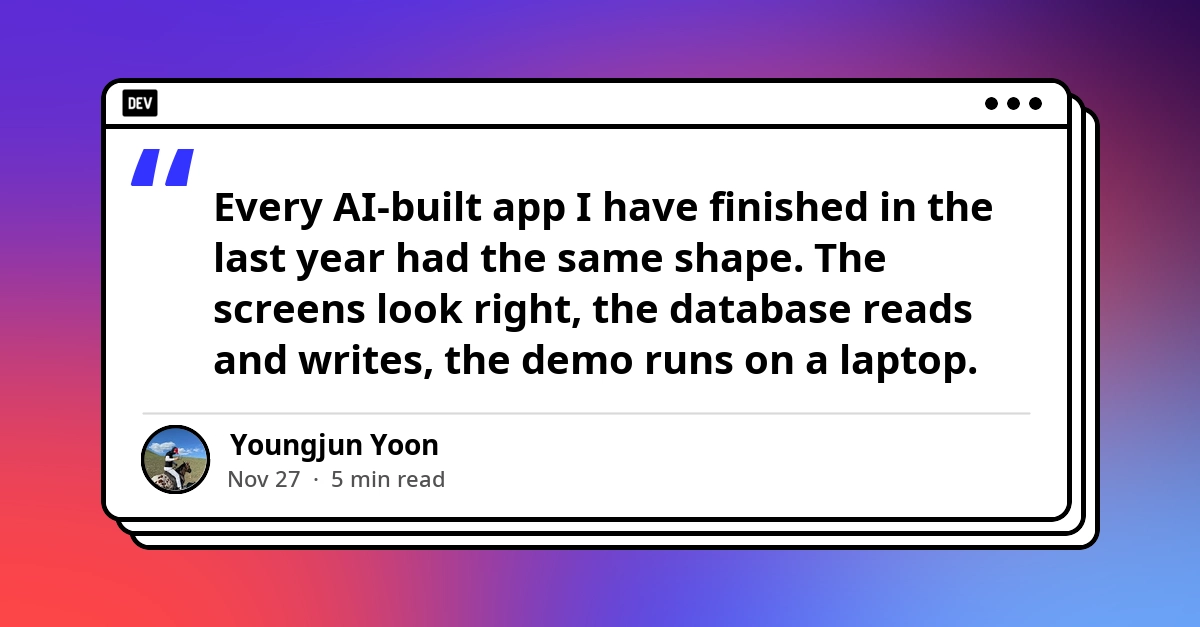 DEV
“
Every AI-built app I have finished in the
last year had the same shape. The
screens look right, the database reads
and writes, the demo runs on a laptop.
Youngjun Yoon
Nov 27 · 5 min read